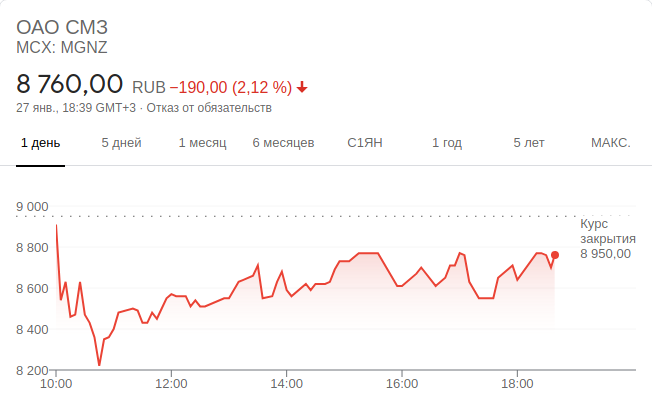 ОАО СМЗ
MCX: MGNZ
8 760,00 RUB −190,00 (2,12 %)
27 янв., 18:39 GMT+3 · Отказ от обязательств
1 день 5 дней 1 месяц 6 месяцев С1ЯН 1 год 5 лет МАКС.
9 000
Курс
закрытия
8 950,00
8 800
8 600
8 400
8 200
10:00 12:00 14:00 16:00 18:00